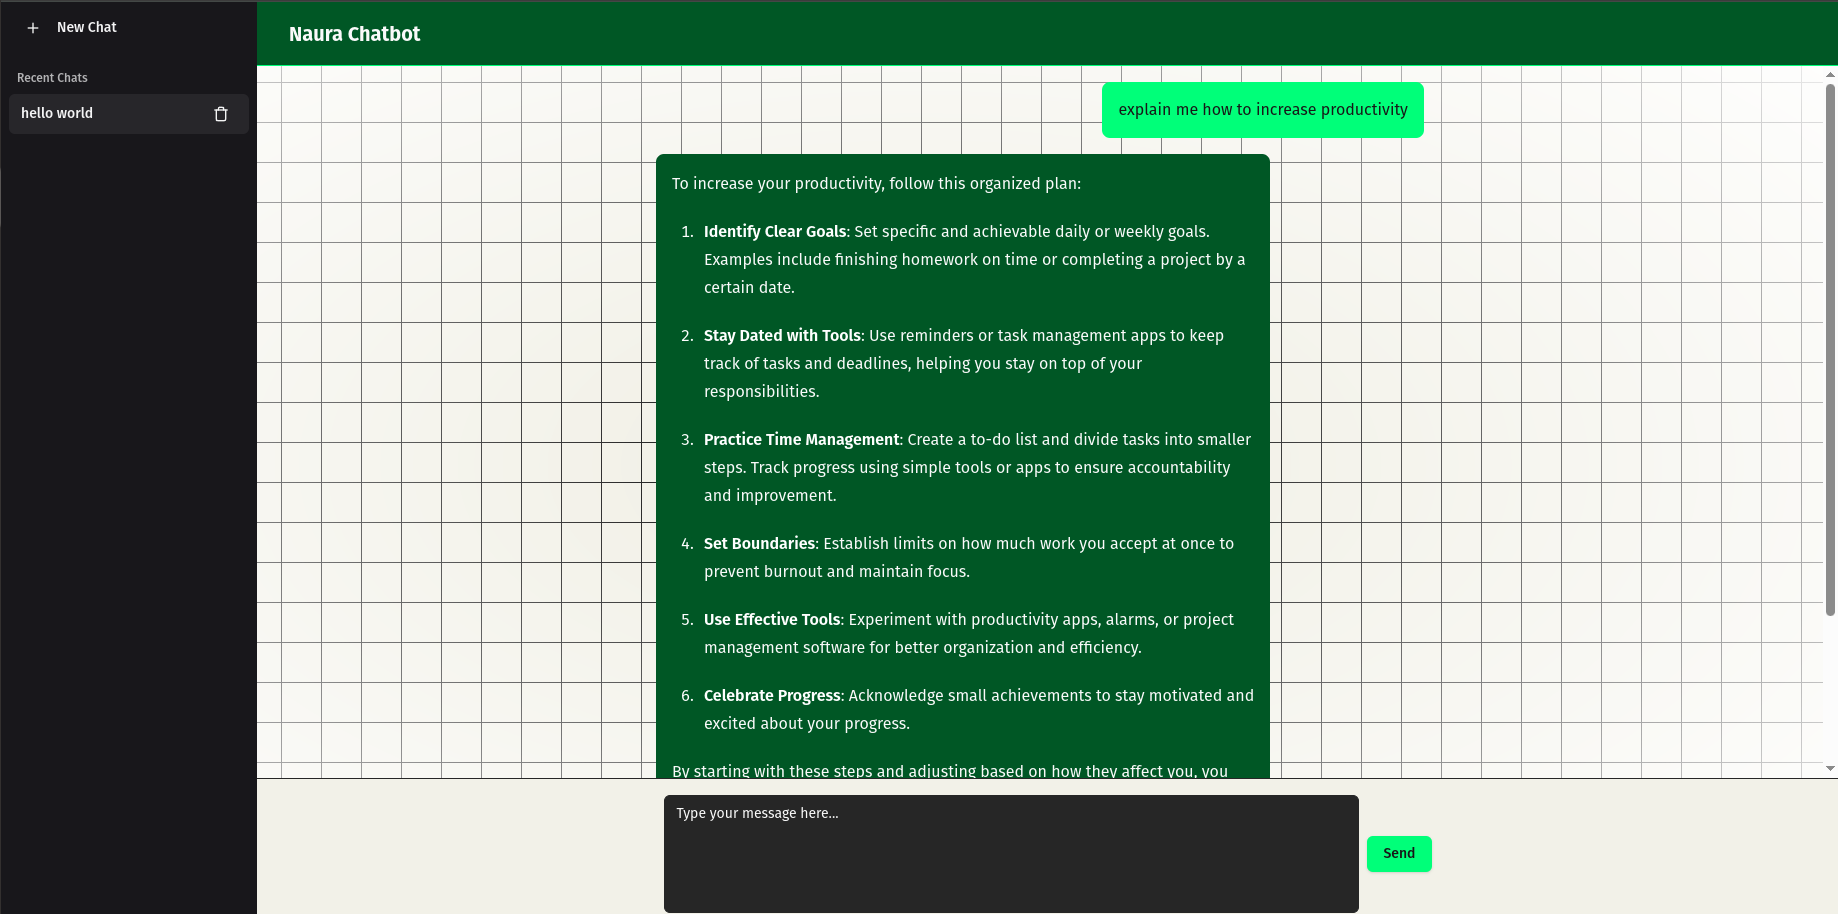 New Chat
Naura Chatbot
Recent Chats
hello world
explain me how to increase productivity
To increase your productivity, follow this organized plan:
1. Identify Clear Goals: Set specific and achievable daily or weekly goals.
Examples include finishing homework on time or completing a project by a
certain date.
2. Stay Dated with Tools: Use reminders or task management apps to keep
track of tasks and deadlines, helping you stay on top of your
responsibilities.
3. Practice Time Management: Create a to-do list and divide tasks into smaller
steps. Track progress using simple tools or apps to ensure accountability
and improvement.
4. Set Boundaries: Establish limits on how much work you accept at once to
prevent burnout and maintain focus.
5. Use Effective Tools: Experiment with productivity apps, alarms, or project
management software for better organization and efficiency.
6. Celebrate Progress: Acknowledge small achievements to stay motivated and
excited about your progress.
By starting with these steps and adjusting based on how they affect you, you
Type your message here...
Send